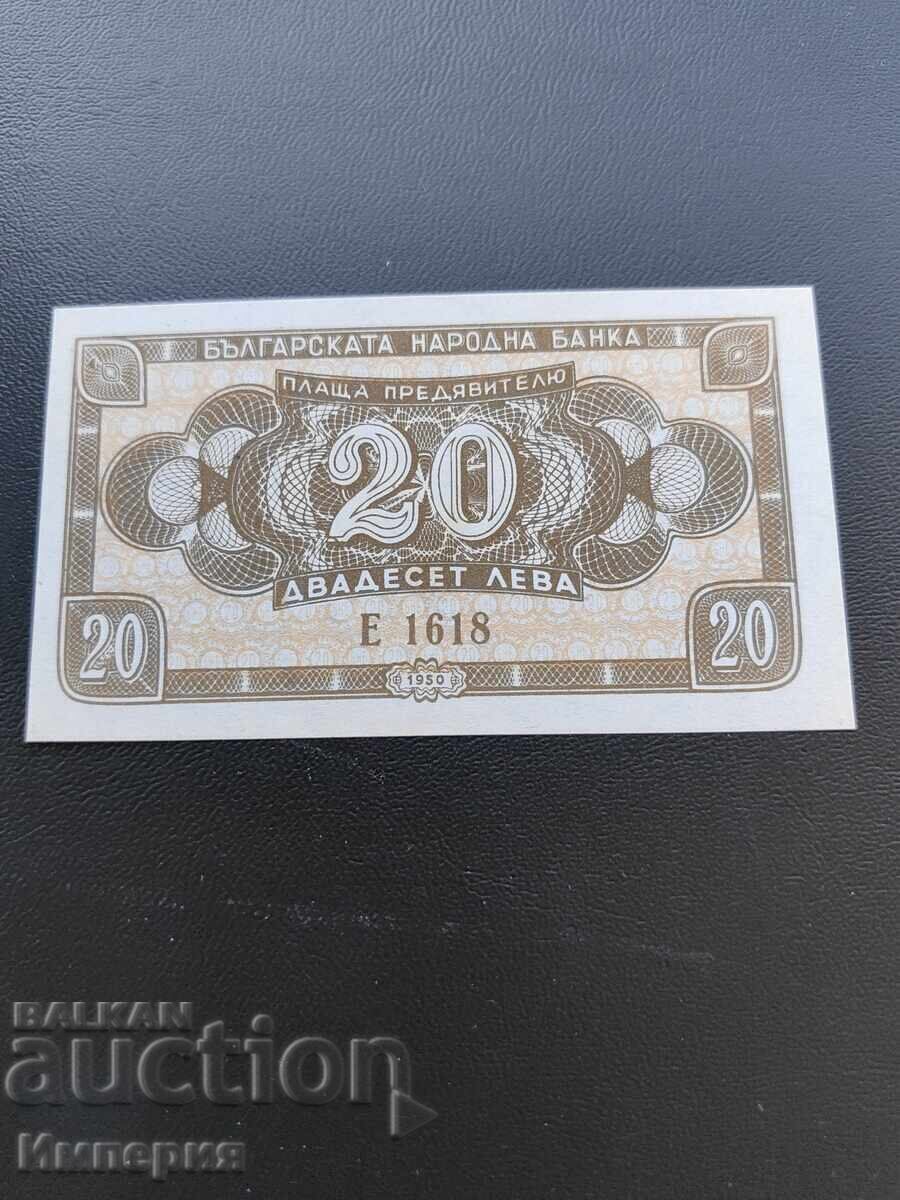 БЪЛГАРСКАТА НАРОДНА БАНКА
ПЛАЩА ПРЕДЯВИТЕЛЮ
20
ДВАДЕСЕТ ЛЕВА
Е 1618
20
20
1950
BALKAN
auction
Империя